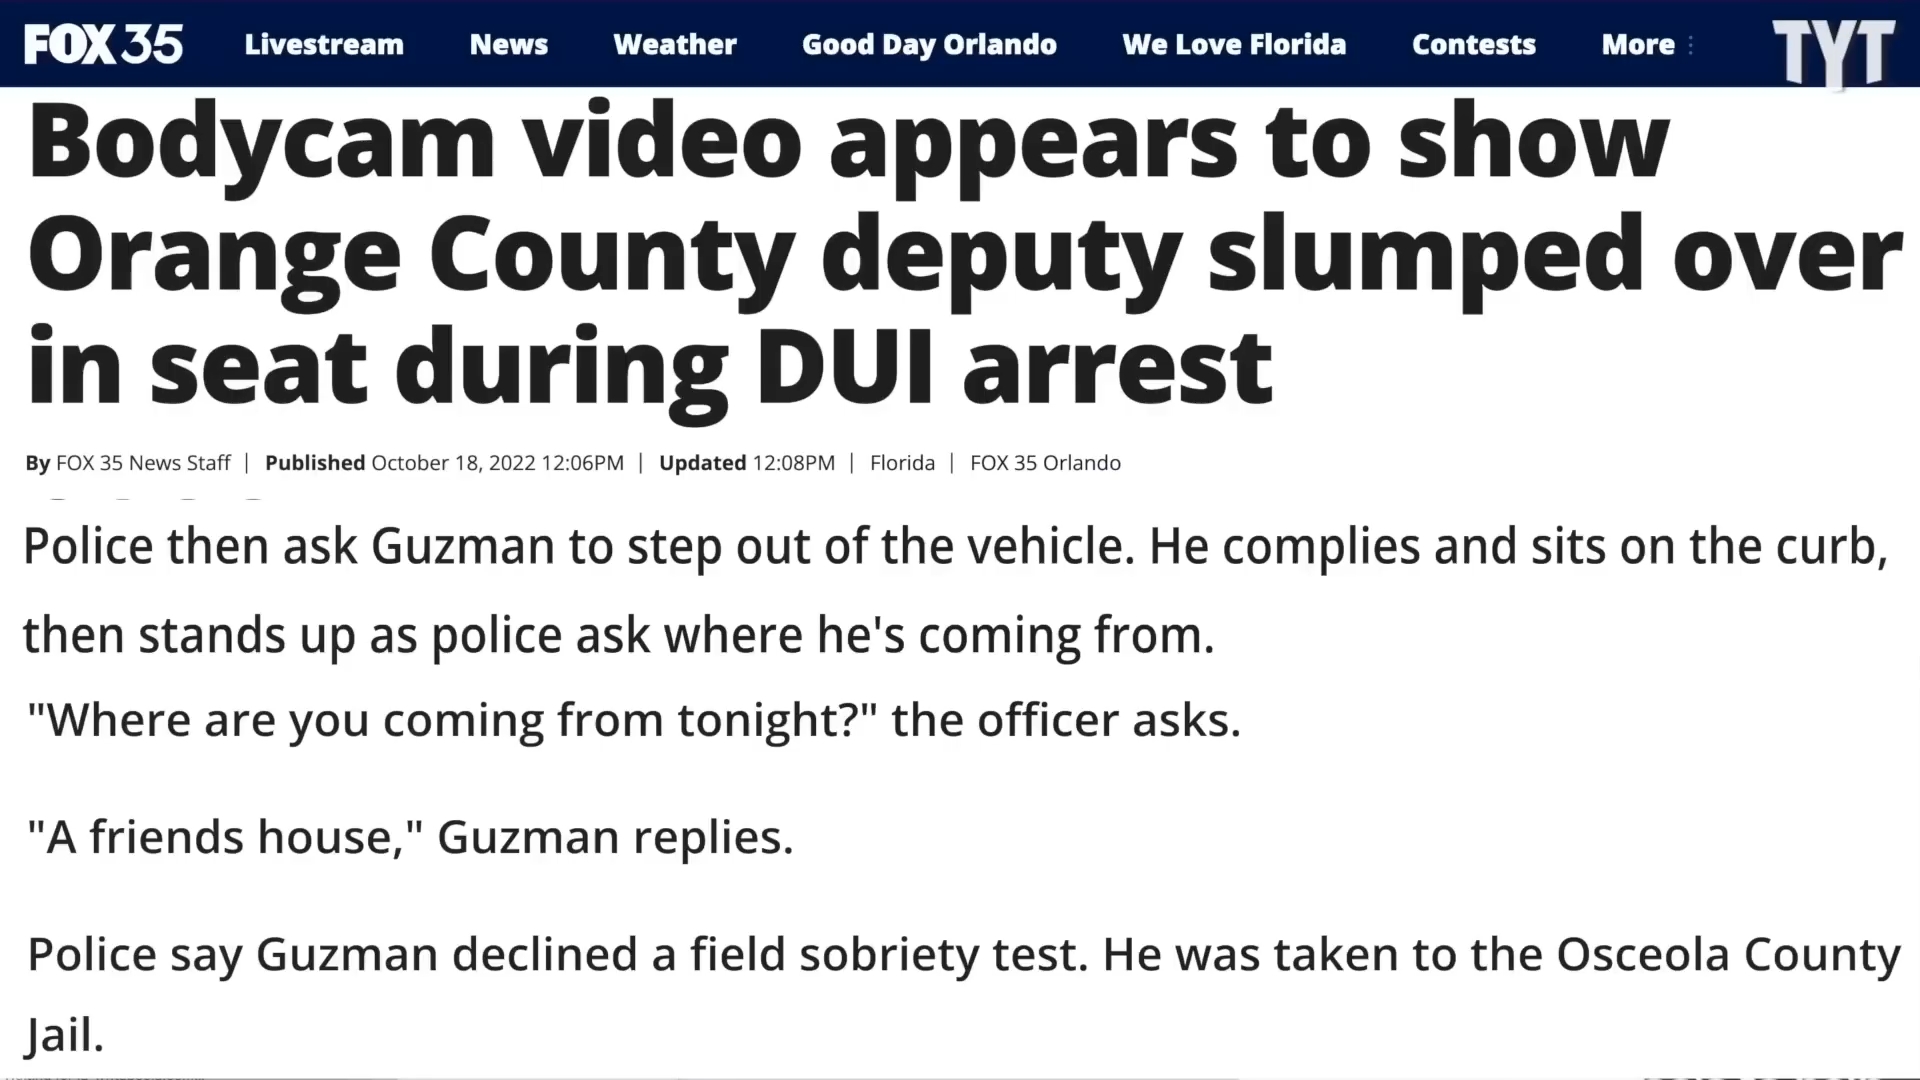 FOX 35 Livestream News Weather Good Day Orlando We Love Florida Contests More TYT
Bodycam video appears to show
Orange County deputy slumped over
in seat during DUI arrest
By FOX 35 News Staff | Published October 18, 2022 12:06PM | Updated 12:08PM | Florida | FOX 35 Orlando
Police then ask Guzman to step out of the vehicle. He complies and sits on the curb,
then stands up as police ask where he's coming from.
"Where are you coming from tonight?" the officer asks.
"A friends house," Guzman replies.
Police say Guzman declined a field sobriety test. He was taken to the Osceola County
Jail.